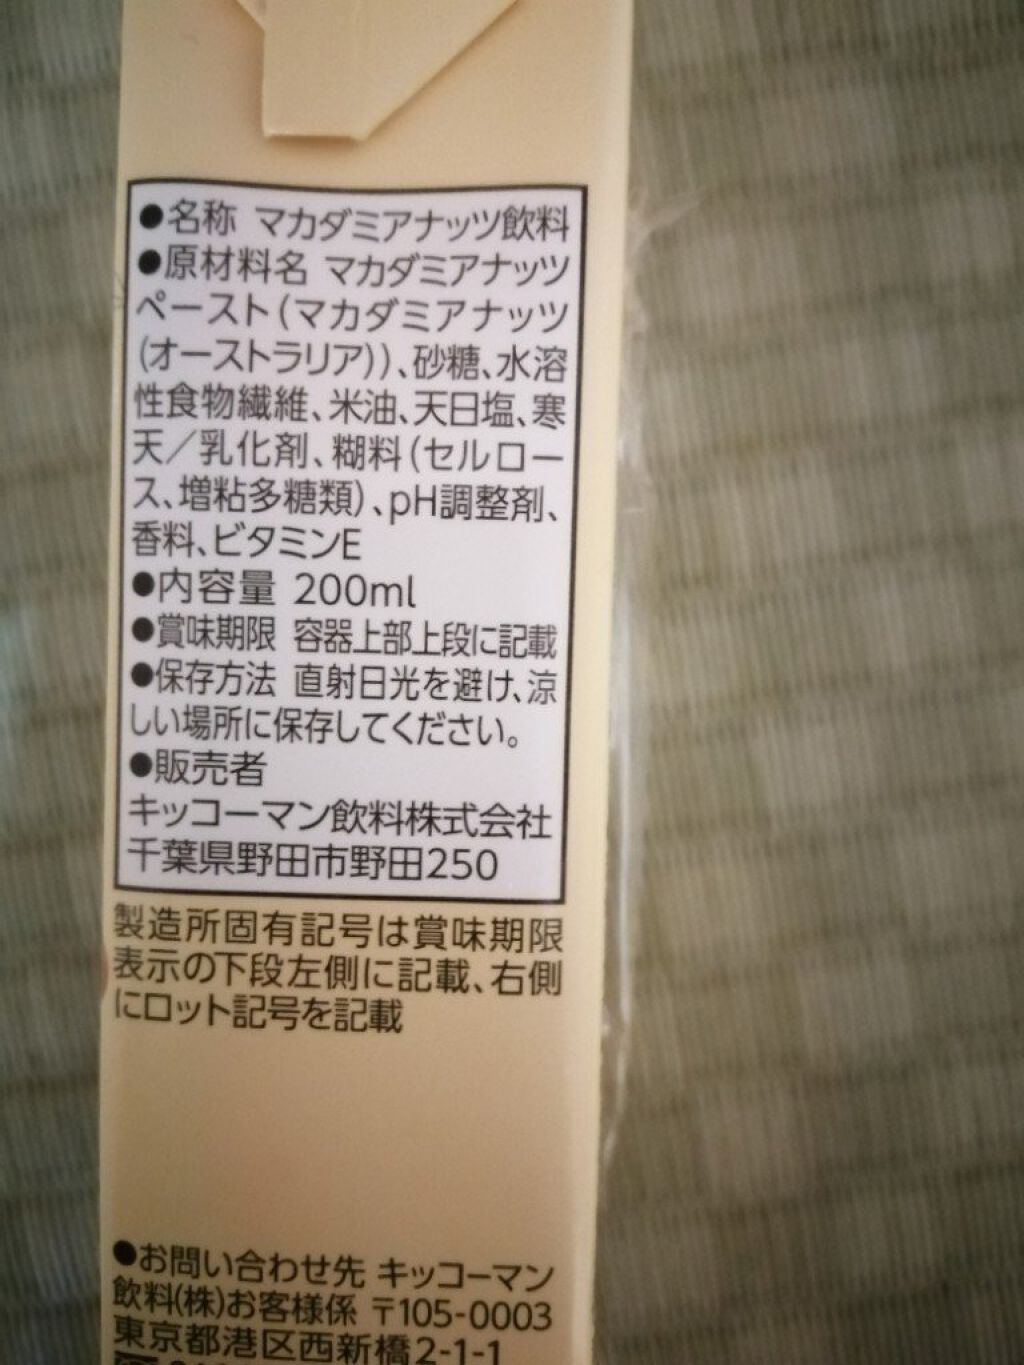 ●名称 マカダミアナッツ飲料
●原材料名 マカダミアナッツ
ペースト(マカダミアナッツ
(オーストラリア))、砂糖、水溶
性食物繊維、米油、天日塩、寒
天／乳化剤、糊料(セルロー
ス、増粘多糖類)、pH調整剤、
香料、ビタミンE
●内容量 200ml
●賞味期限 容器上部上段に記載
●保存方法 直射日光を避け、涼
しい場所に保存してください。
●販売者
キッコーマン飲料株式会社
千葉県野田市野田250
製造所固有記号は賞味期限
表示の下段左側に記載、右側
にロット記号を記載
●お問い合わせ先 キッコーマン
飲料(株)お客様係 〒105-0003
東京都港区西新橋2-1-1